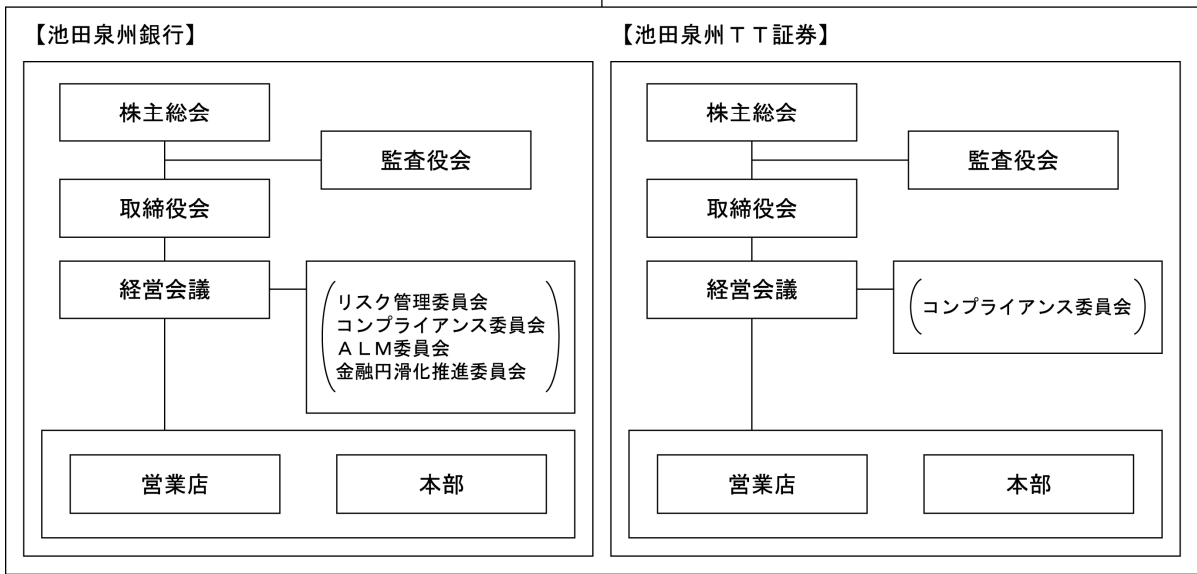 【池田泉州銀行】
株主総会
監査役会
取締役会
経営会議
リスク管理委員会
コンプライアンス委員会
ＡＬＭ委員会
金融円滑化推進委員会
営業店
本部
【池田泉州ＴＴ証券】
株主総会
監査役会
取締役会
経営会議
コンプライアンス委員会
営業店
本部